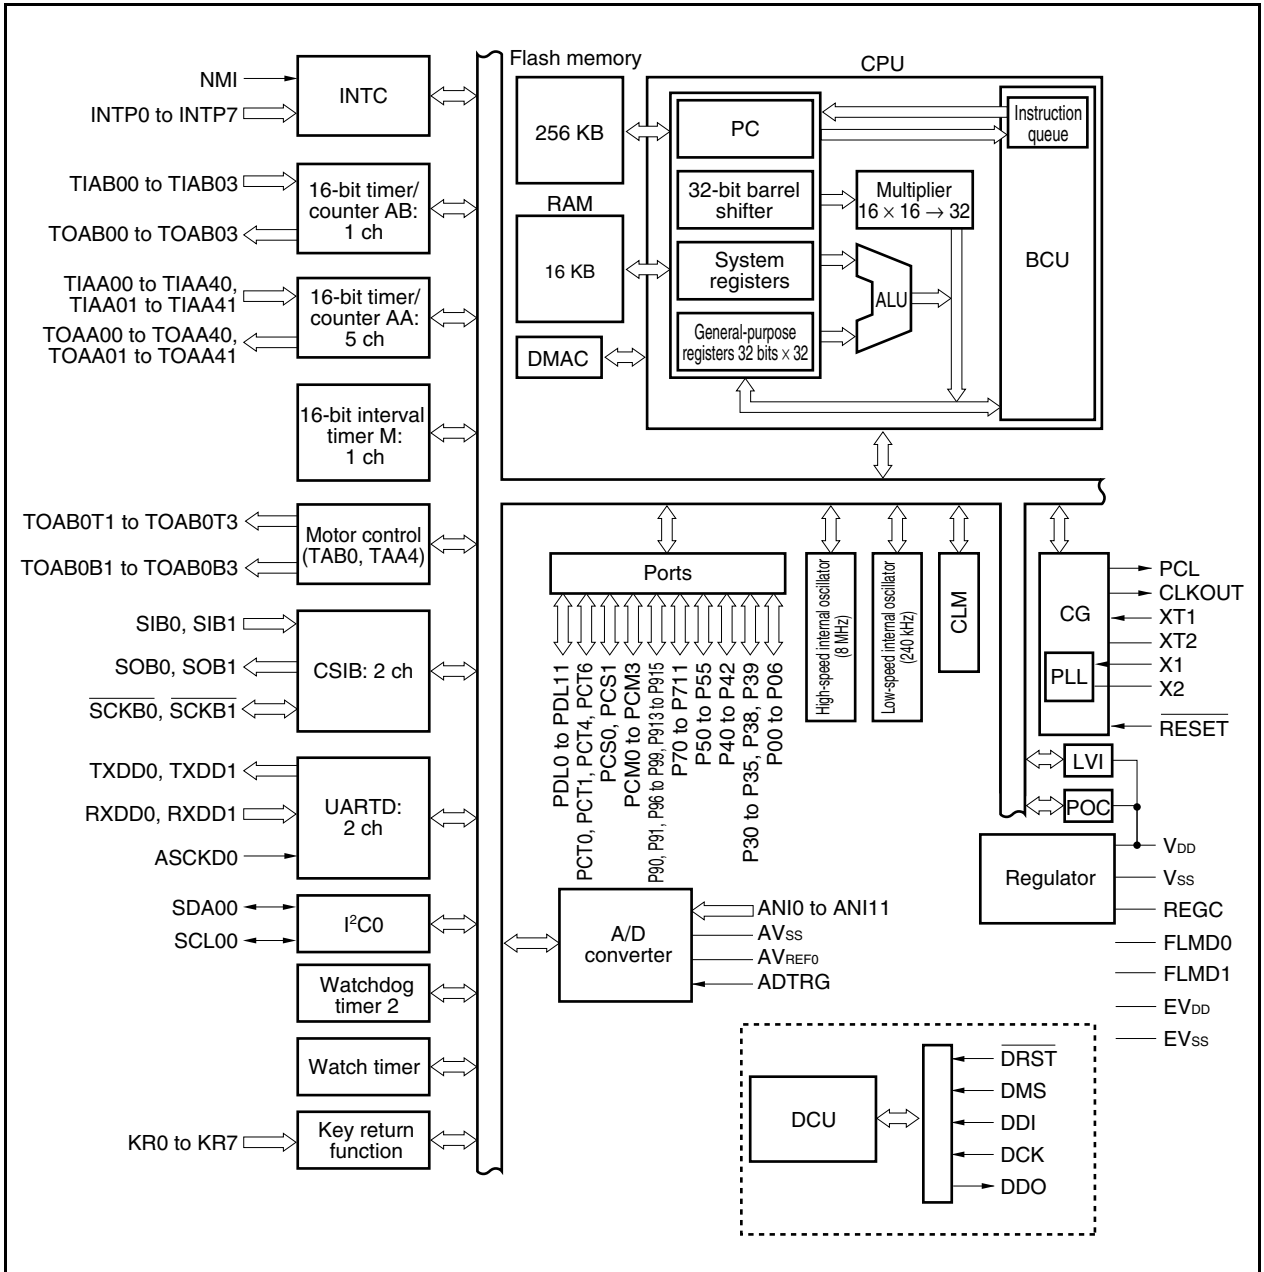 NMI
INTP0 to INTP7
INTC
TIAB00 to TIAB03
TOAB00 to TOAB03
16-bit timer/
counter AB:
1 ch
TIAA00 to TIAA40,
TIAA01 to TIAA41
TOAA00 to TOAA40,
TOAA01 to TOAA41
16-bit timer/
counter AA:
5 ch
16-bit interval
timer M:
1 ch
TOAB0T1 to TOAB0T3
TOAB0B1 to TOAB0B3
Motor control
(TAB0, TAA4)
SIB0, SIB1
SOB0, SOB1
SCKB0, SCKB1
CSIB: 2 ch
TXDD0, TXDD1
RXDD0, RXDD1
ASCKD0
UARTD:
2 ch
SDA00
SCL00
I²C0
Watchdog
timer 2
Watch timer
KR0 to KR7
Key return
function
Flash memory
256 KB
RAM
16 KB
DMAC
CPU
PC
32-bit barrel
shifter
System
registers
General-purpose
registers 32 bits × 32
Multiplier
16 × 16 → 32
ALU
Instruction
queue
BCU
Ports
PDL0 to PDL11
PCT0, PCT1, PCT4, PCT6
PCS0, PCS1
PCM0 to PCM3
P90, P91, P96 to P99, P913 to P915
P70 to P711
P50 to P55
P40 to P42
P30 to P35, P38, P39
P00 to P06
High-speed internal oscillator
(8 MHz)
Low-speed internal oscillator
(240 kHz)
CLM
CG
PLL
PCL
CLKOUT
XT1
XT2
X1
X2
RESET
LVI
POC
Regulator
VDD
VSS
REGC
FLMD0
FLMD1
EVDD
EVSS
A/D
converter
ANI0 to ANI11
AVSS
AVREF0
ADTRG
DCU
DRST
DMS
DDI
DCK
DDO